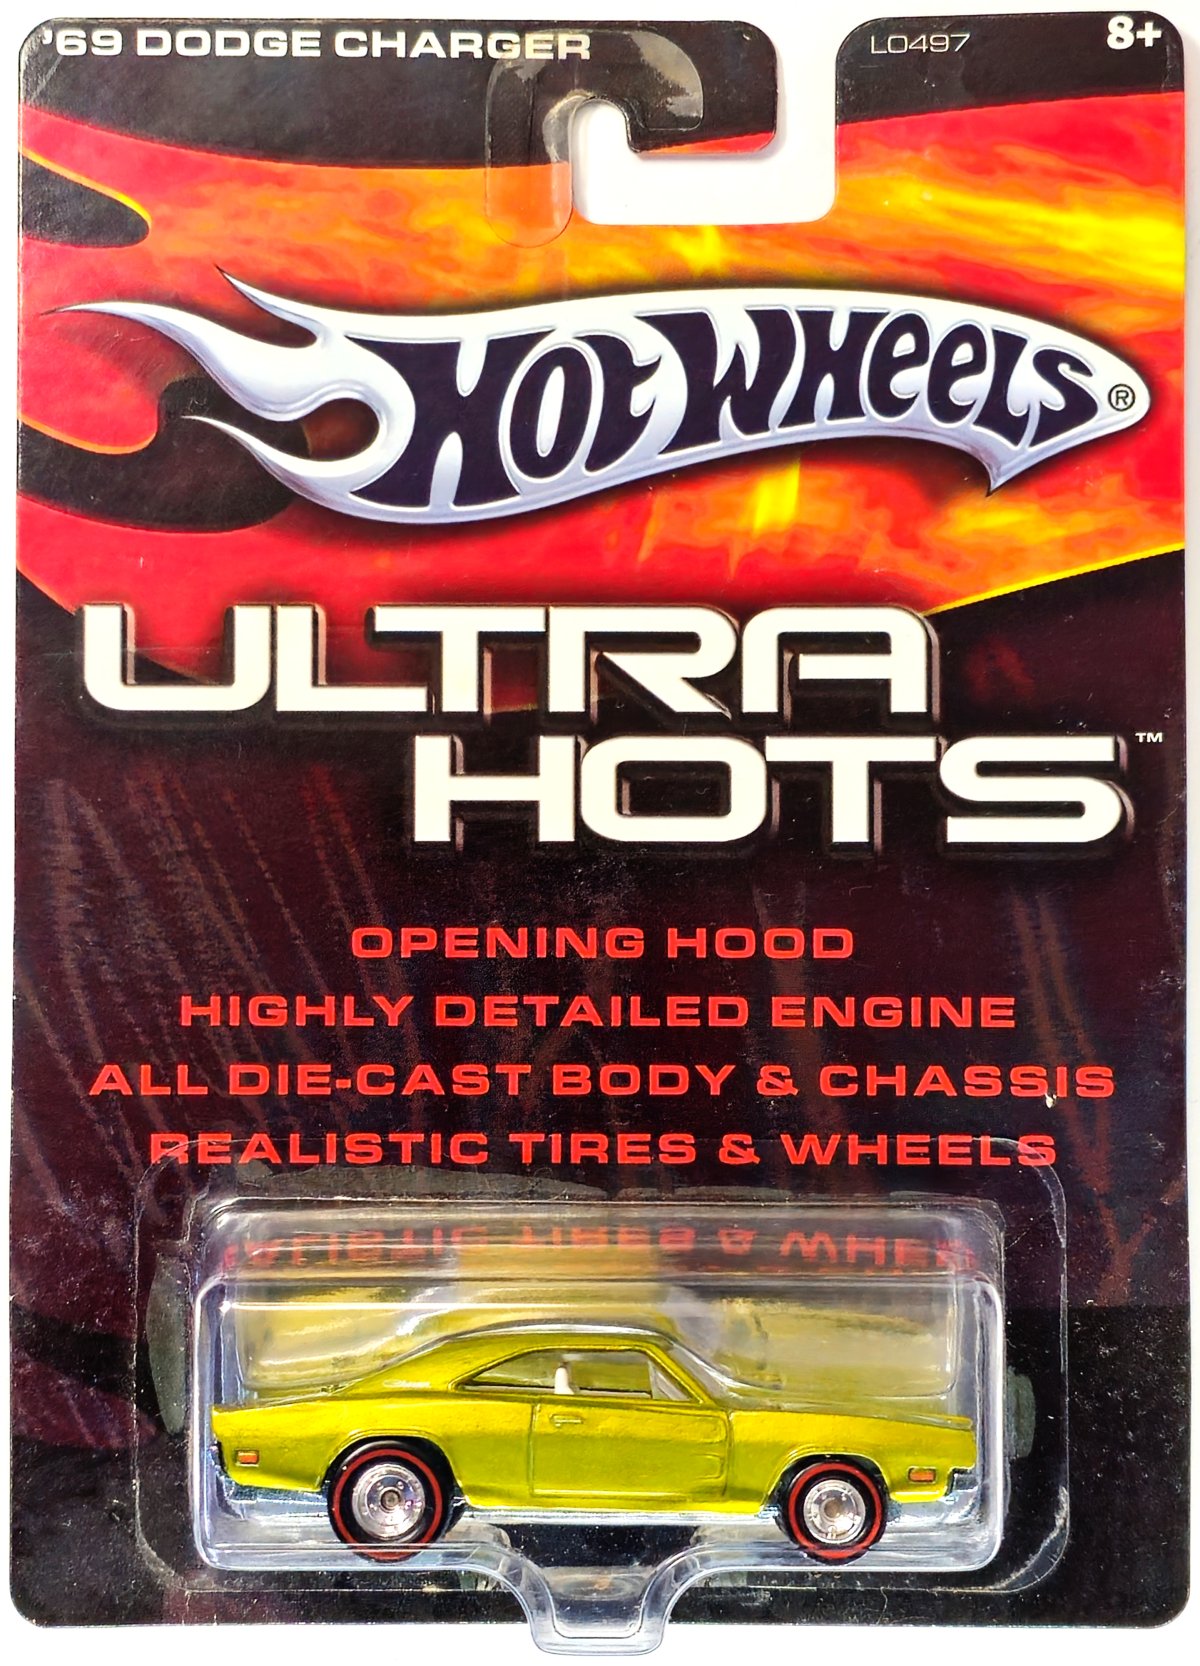 '69 DODGE CHARGER
L0497
8+
HOT WHEELS®
ULTRA
HOTS™
OPENING HOOD
HIGHLY DETAILED ENGINE
ALL DIE-CAST BODY & CHASSIS
REALISTIC TIRES & WHEELS